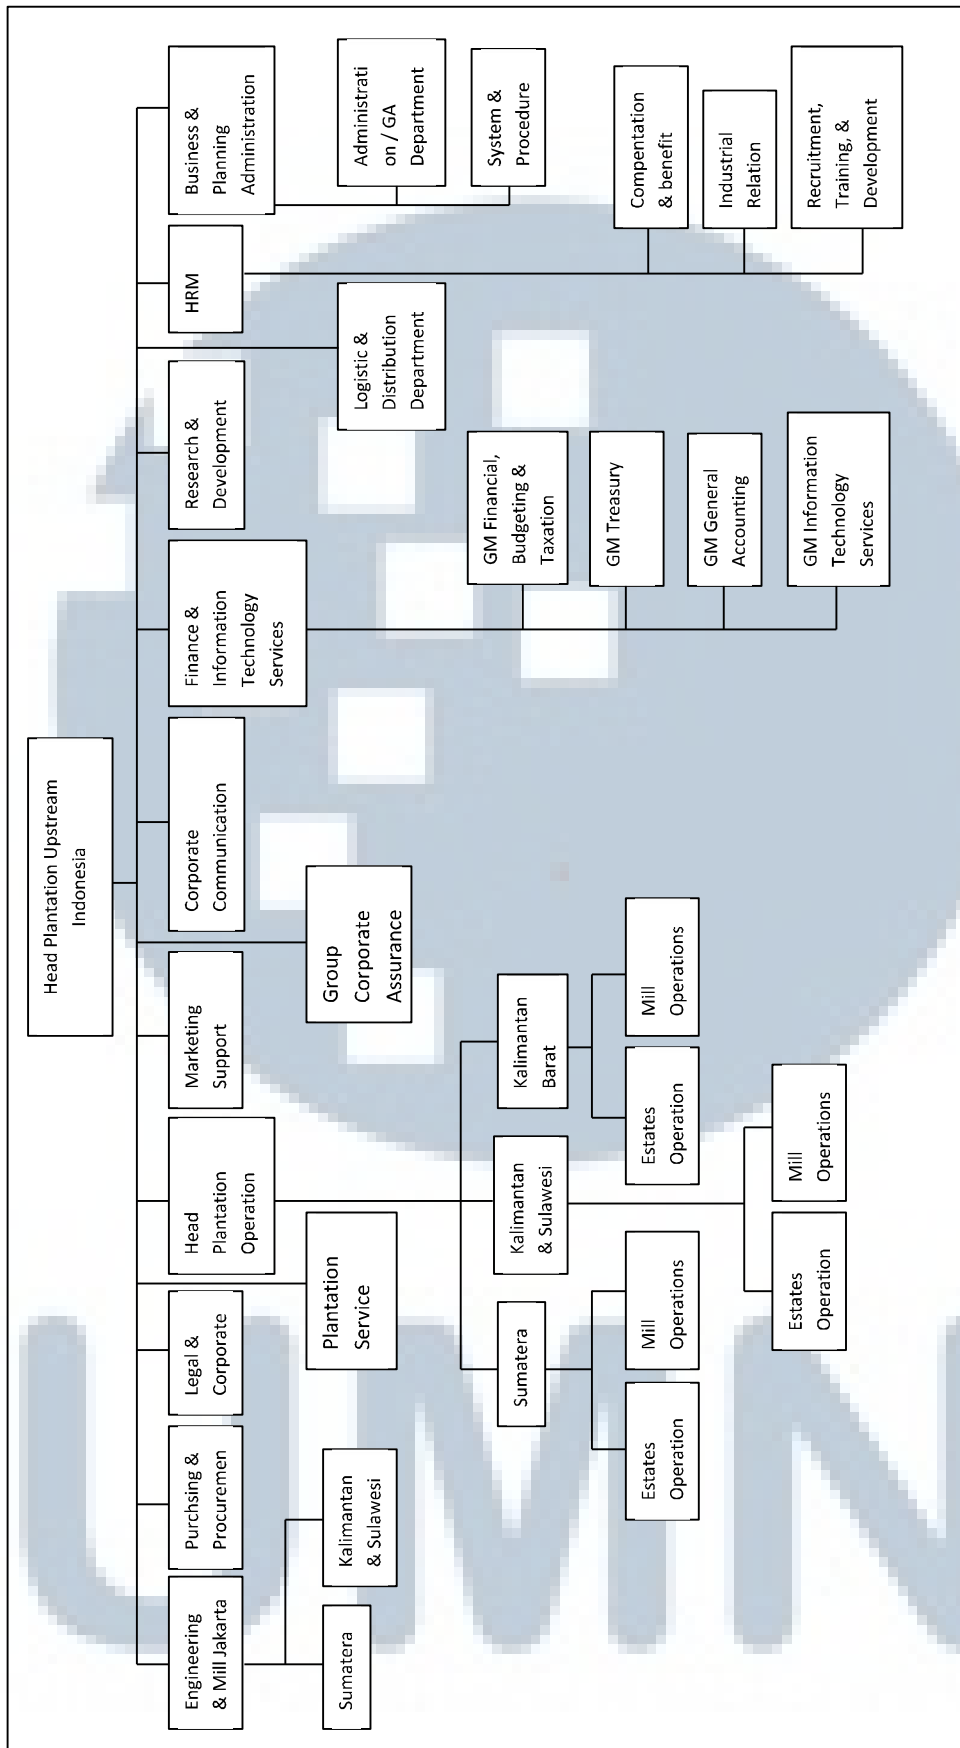 Head Plantation Upstream
Indonesia
Engineering
& Mill Jakarta
Purchsing &
Procuremen
Legal &
Corporate
Head
Plantation
Operation
Marketing
Support
Corporate
Communication
Finance &
Information
Technology
Services
Research &
Development
HRM
Business &
Planning
Administration
Plantation
Service
Group
Corporate
Assurance
Logistic &
Distribution
Department
Administrati
on / GA
Department
System &
Procedure
Sumatera
Kalimantan
& Sulawesi
Sumatera
Kalimantan
& Sulawesi
Kalimantan
Barat
GM Financial,
Budgeting &
Taxation
GM Treasury
GM General
Accounting
GM Information
Technology
Services
Compentation
& benefit
Industrial
Relation
Recruitment,
Training, &
Development
Estates
Operation
Mill
Operations
Estates
Operation
Mill Operations
Estates
Operation
Mill
Operations
UMN